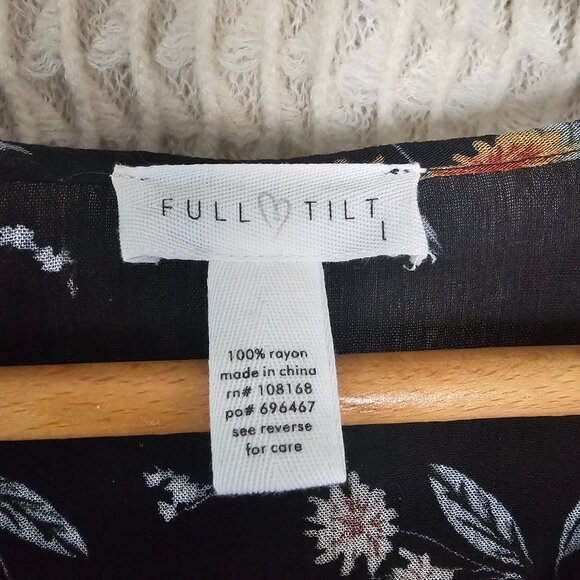 FULL TILT
l
100% rayon
made in china
rn# 108168
po# 696467
see reverse
for care